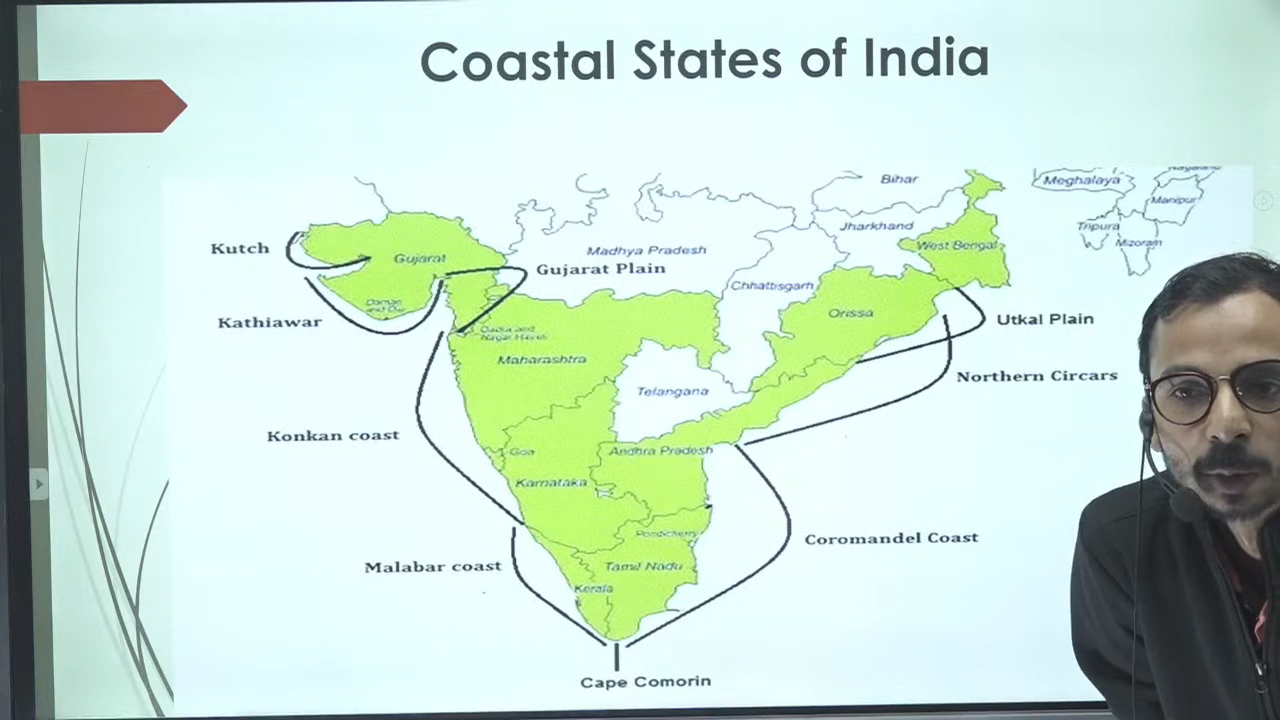 Coastal States of India
Bihar
Meghalaya
Manipur
Jharkhand
Tripura
Mizoram
West Bengal
Kutch
Madhya Pradesh
Gujarat
Gujarat Plain
Chhattisgarh
Daman
and Diu
Orissa
Utkal Plain
Kathiawar
Dadra and
Nagar Haveli
Maharashtra
Northern Circars
Telangana
Konkan coast
Goa
Andhra Pradesh
Karnataka
Pondicherry
Coromandel Coast
Malabar coast
Tamil Nadu
Kerala
Cape Comorin